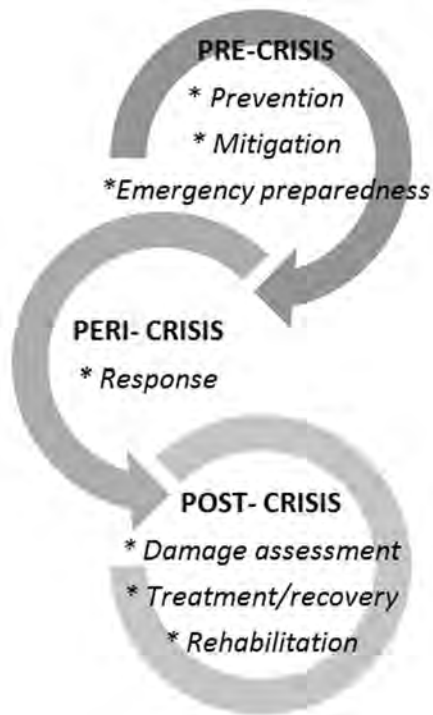 PRE-CRISIS
* Prevention
* Mitigation
*Emergency preparedness
PERI- CRISIS
* Response
POST- CRISIS
* Damage assessment
* Treatment/recovery
* Rehabilitation